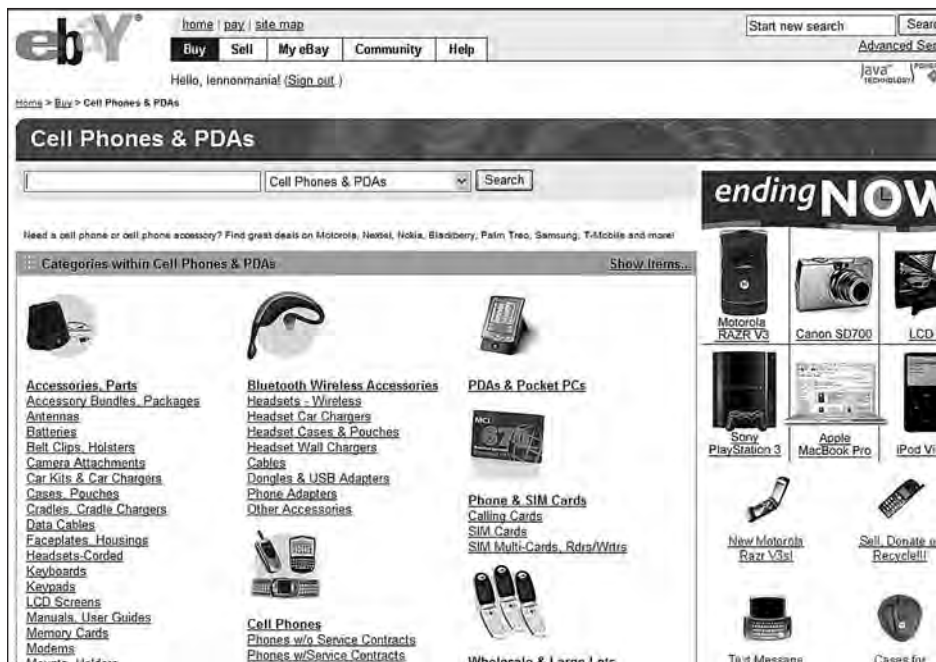 ebaY®
home | pay | site map
Buy Sell My eBay Community Help
Start new search
Advanced
Hello, lennonmania! (Sign out.)
Java™
TECHNOLOGY
Home > Buy > Cell Phones & PDAs
Cell Phones & PDAs
Cell Phones & PDAs Search
ending NOW
Need a cell phone or cell phone accessory? Find great deals on Motorola, Nextel, Nokia, Blackberry, Palm Treo, Samsung, T-Mobile and more!
Categories within Cell Phones & PDAs Show Items...
Accessories, Parts
Accessory Bundles, Packages
Antennas
Batteries
Belt Clips, Holsters
Camera Attachments
Car Kits & Car Chargers
Cases, Pouches
Cradles, Cradle Chargers
Data Cables
Faceplates, Housings
Headsets-Corded
Keyboards
Keypads
LCD Screens
Manuals, User Guides
Memory Cards
Modems
Bluetooth Wireless Accessories
Headsets - Wireless
Headset Car Chargers
Headset Cases & Pouches
Headset Wall Chargers
Cables
Dongles & USB Adapters
Phone Adapters
Other Accessories
Cell Phones
Phones w/o Service Contracts
Phones w/Service Contracts
PDAs & Pocket PCs
MCI
Phone & SIM Cards
Calling Cards
SIM Cards
SIM Multi-Cards, Rdrs/Wrtrs
Wholesale & Large Lots
Motorola
RAZR V3
Canon SD700
LCD
Sony
PlayStation 3
Apple
MacBook Pro
iPod
New Motorola
Razr V3s!
Sell, Donate
Recycle!!!
Text Message
Cases for